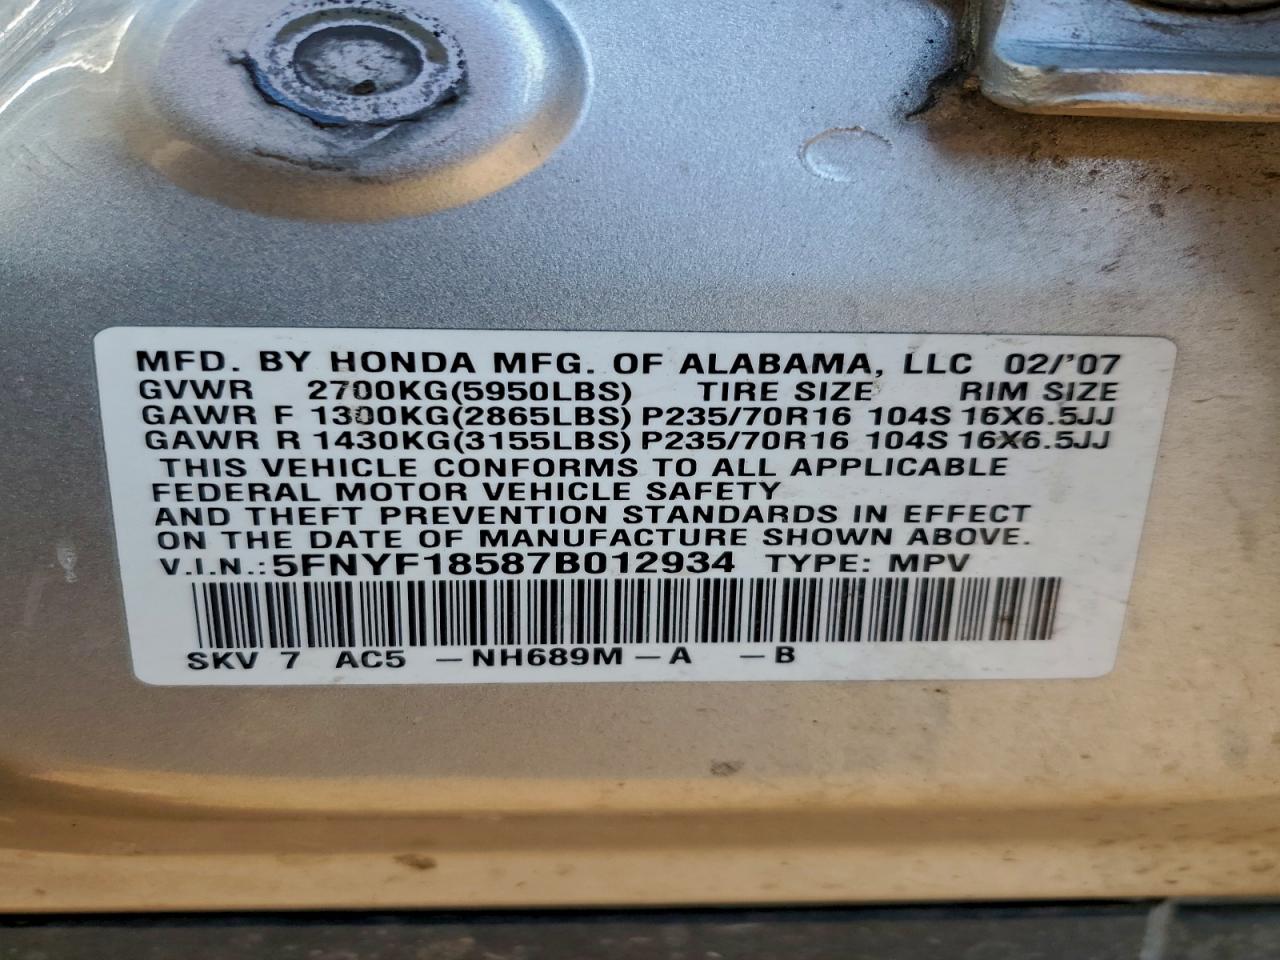 MFD. BY HONDA MFG. OF ALABAMA, LLC 02/'07
GVWR 2700KG(5950LBS) TIRE SIZE RIM SIZE
GAWR F 1300KG(2865LBS) P235/70R16 104S 16X6.5JJ
GAWR R 1430KG(3155LBS) P235/70R16 104S 16X6.5JJ
THIS VEHICLE CONFORMS TO ALL APPLICABLE
FEDERAL MOTOR VEHICLE SAFETY
AND THEFT PREVENTION STANDARDS IN EFFECT
ON THE DATE OF MANUFACTURE SHOWN ABOVE.
V.I.N.: 5FNYF18587B012934 TYPE: MPV
SKV 7 AC5 -NH689M-A -B